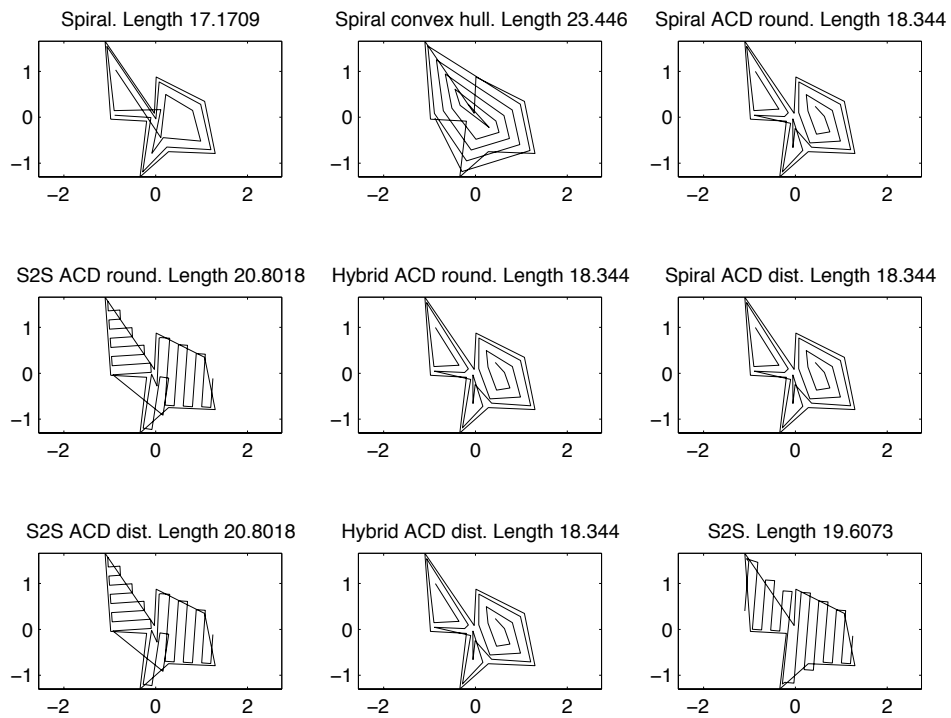 Spiral. Length 17.1709
Spiral convex hull. Length 23.446
Spiral ACD round. Length 18.344
1
0
−1
−2 0 2
1
0
−1
−2 0 2
1
0
−1
−2 0 2
S2S ACD round. Length 20.8018
Hybrid ACD round. Length 18.344
Spiral ACD dist. Length 18.344
1
0
−1
−2 0 2
1
0
−1
−2 0 2
1
0
−1
−2 0 2
S2S ACD dist. Length 20.8018
Hybrid ACD dist. Length 18.344
S2S. Length 19.6073
1
0
−1
−2 0 2
1
0
−1
−2 0 2
1
0
−1
−2 0 2